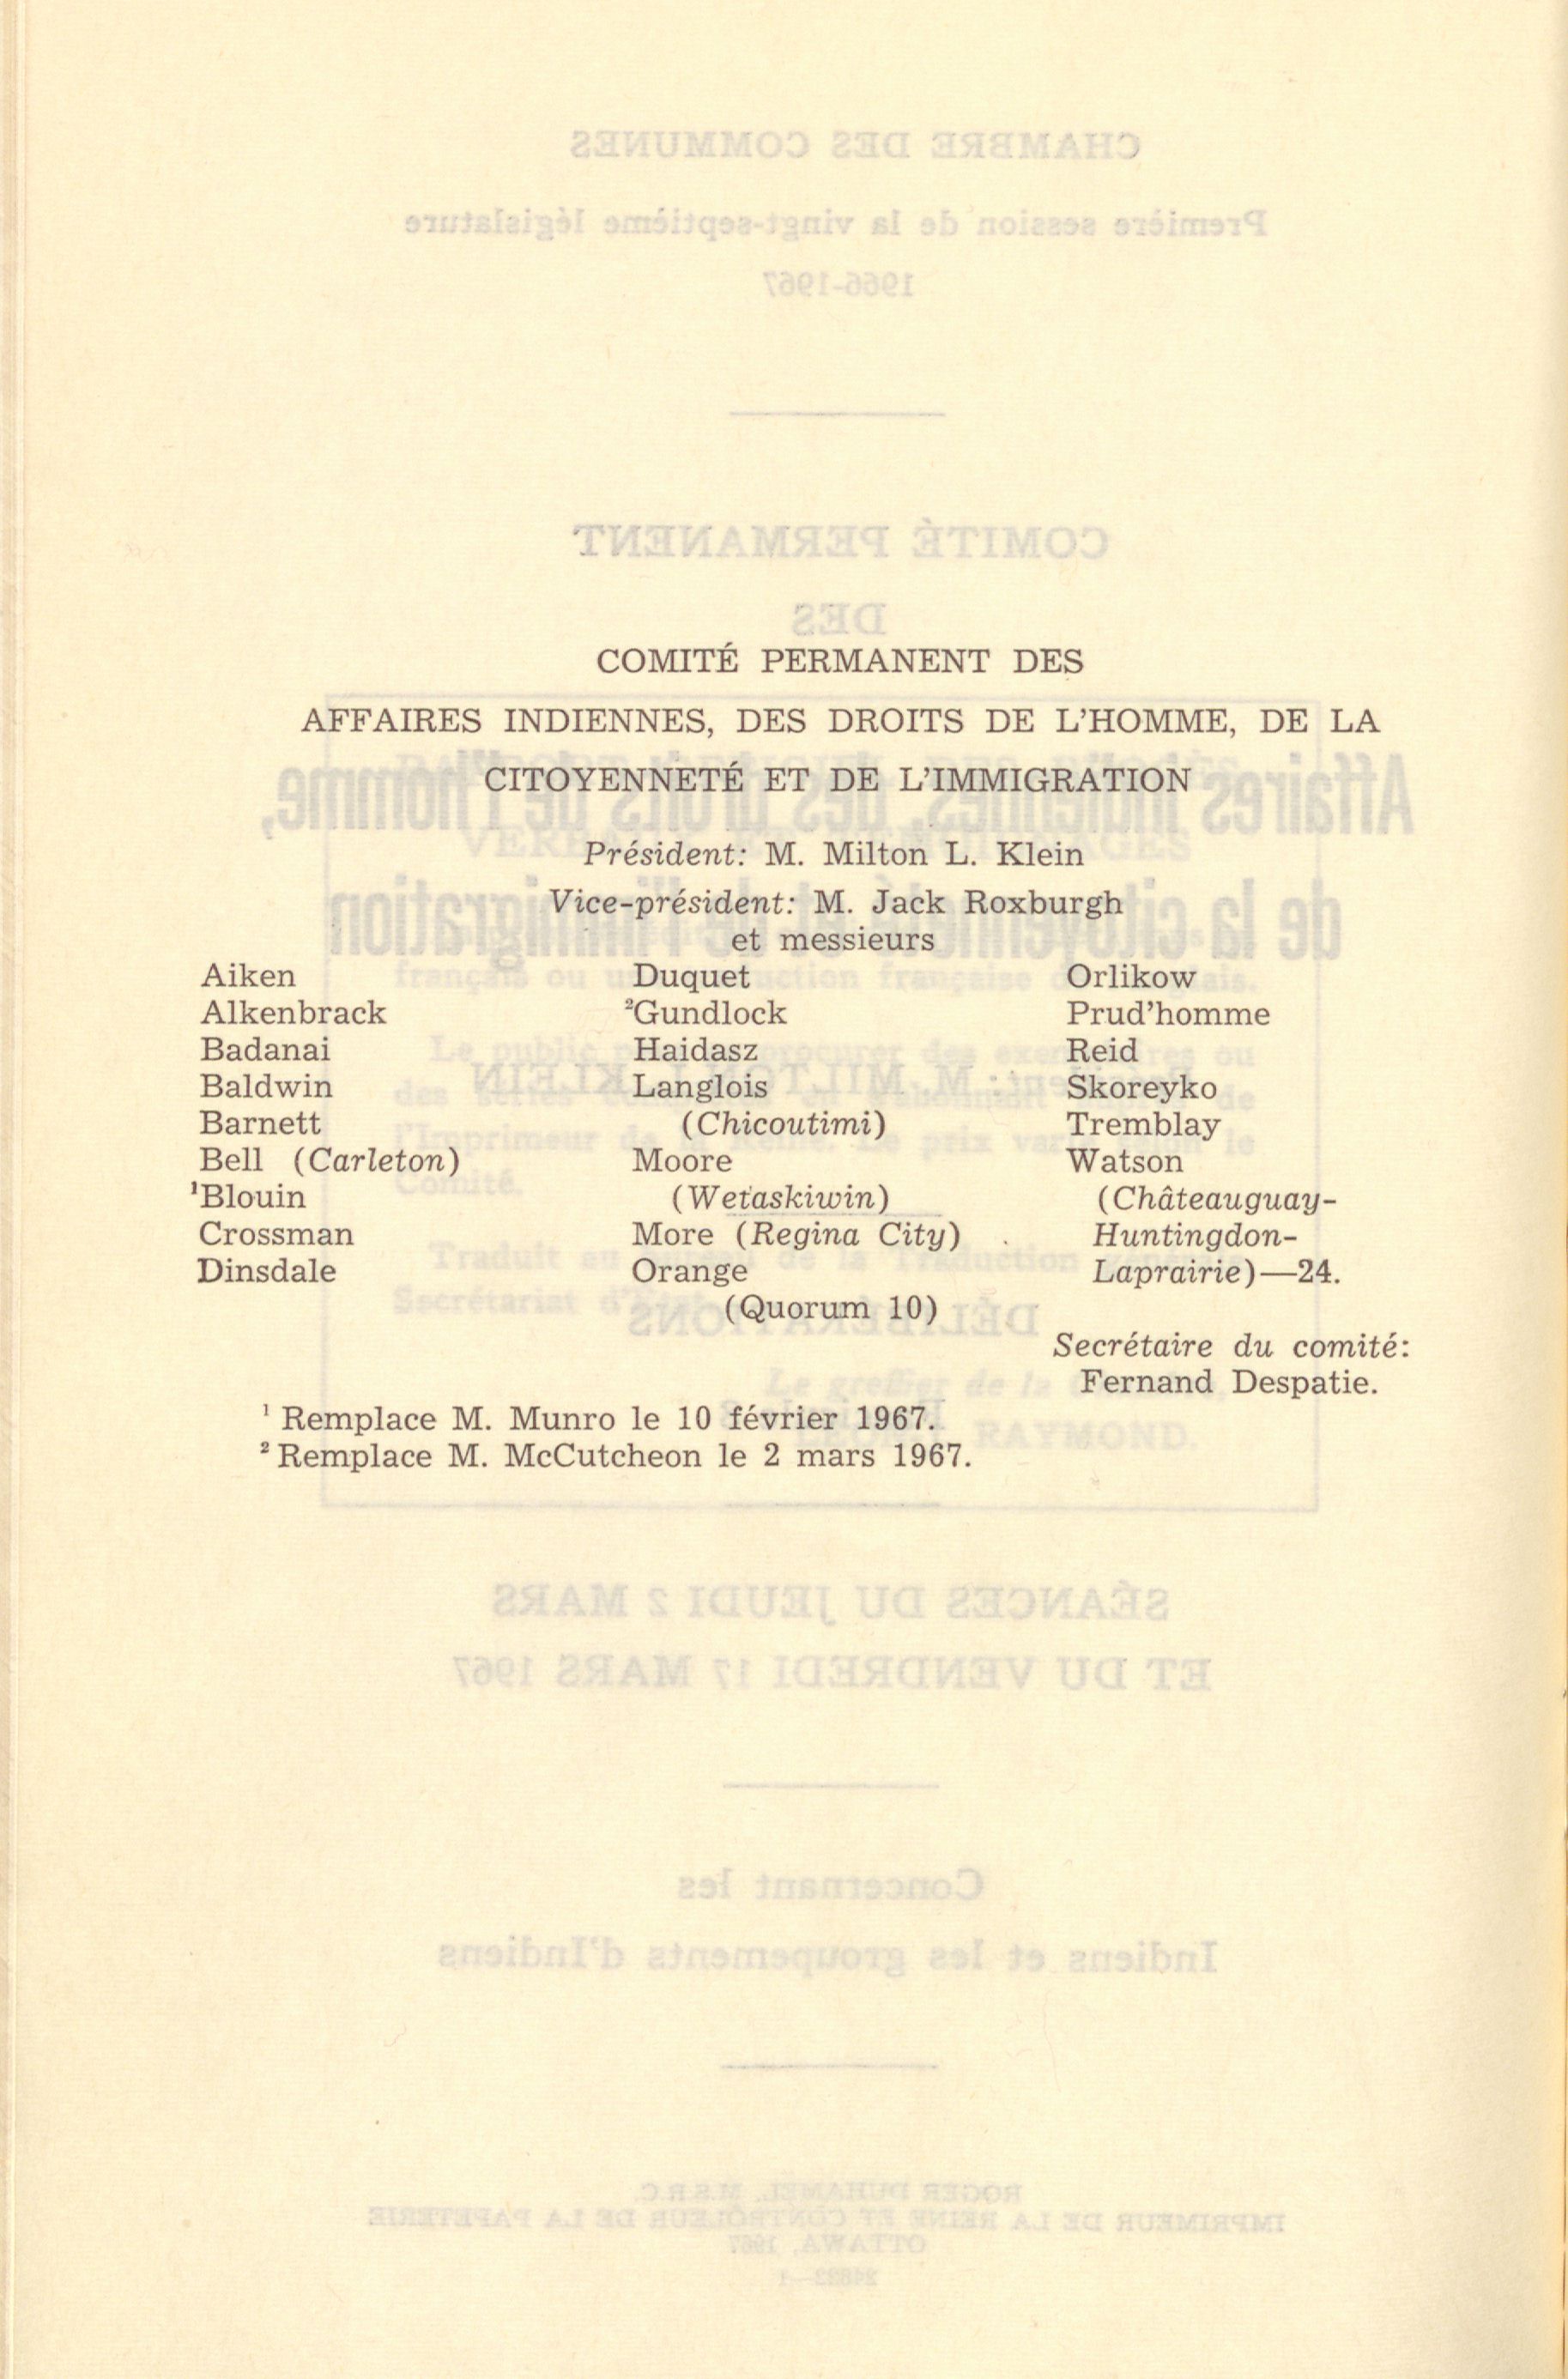 COMITÉ PERMANENT DES
AFFAIRES INDIENNES, DES DROITS DE L'HOMME, DE LA
CITOYENNETÉ ET DE L'IMMIGRATION
Président: M. Milton L. Klein
Vice-président: M. Jack Roxburgh
et messieurs
Aiken
Alkenbrack
Badanai
Baldwin
Barnett
Bell (Carleton)
¹Blouin
Crossman
Dinsdale
Duquet
²Gundlock
Haidasz
Langlois
(Chicoutimi)
Moore
(Wetaskiwin)
More (Regina City)
Orange
Orlikow
Prud'homme
Reid
Skoreyko
Tremblay
Watson
(Châteauguay-
Huntingdon-
Laprairie)—24.
(Quorum 10)
Secrétaire du comité:
Fernand Despatie.
¹ Remplace M. Munro le 10 février 1967.
² Remplace M. McCutcheon le 2 mars 1967.